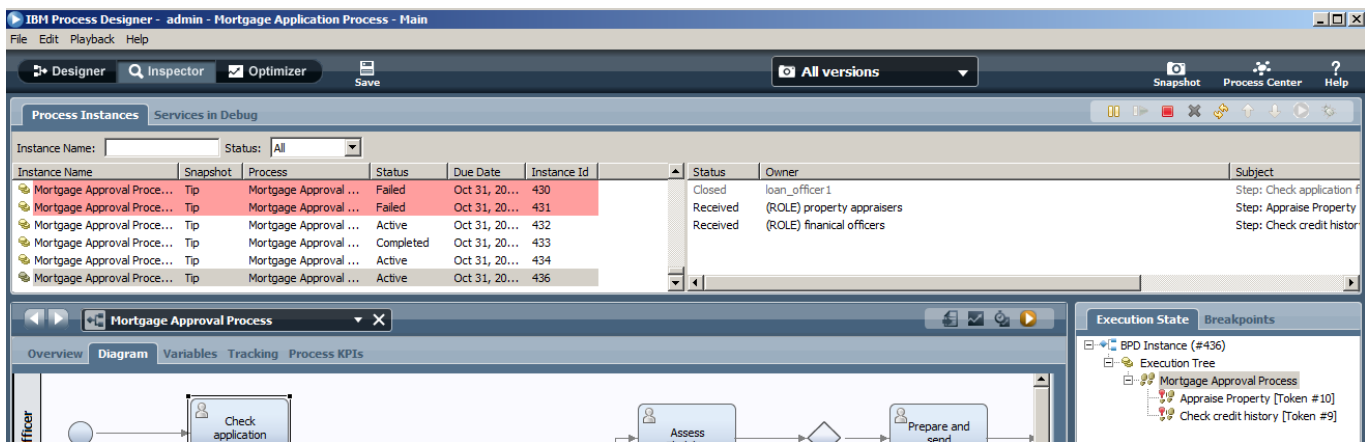 IBM Process Designer - admin - Mortgage Application Process - Main
File Edit Playback Help
Designer Inspector Optimizer Save All versions Snapshot Process Center Help
Process Instances Services in Debug
Instance Name: Status: All
Instance Name Snapshot Process Status Due Date Instance Id Status Owner Subject
Mortgage Approval Proce... Tip Mortgage Approval ... Failed Oct 31, 20... 430 Closed loan_officer1 Step: Check application f
Mortgage Approval Proce... Tip Mortgage Approval ... Failed Oct 31, 20... 431 Received (ROLE) property appraisers Step: Appraise Property
Mortgage Approval Proce... Tip Mortgage Approval ... Active Oct 31, 20... 432 Received (ROLE) finanical officers Step: Check credit histor
Mortgage Approval Proce... Tip Mortgage Approval ... Completed Oct 31, 20... 433
Mortgage Approval Proce... Tip Mortgage Approval ... Active Oct 31, 20... 434
Mortgage Approval Proce... Tip Mortgage Approval ... Active Oct 31, 20... 436
Mortgage Approval Process
Overview Diagram Variables Tracking Process KPIs
fficer
Check
application
Assess
Prepare and
send
Execution State Breakpoints
BPD Instance (#436)
Execution Tree
Mortgage Approval Process
Appraise Property [Token #10]
Check credit history [Token #9]